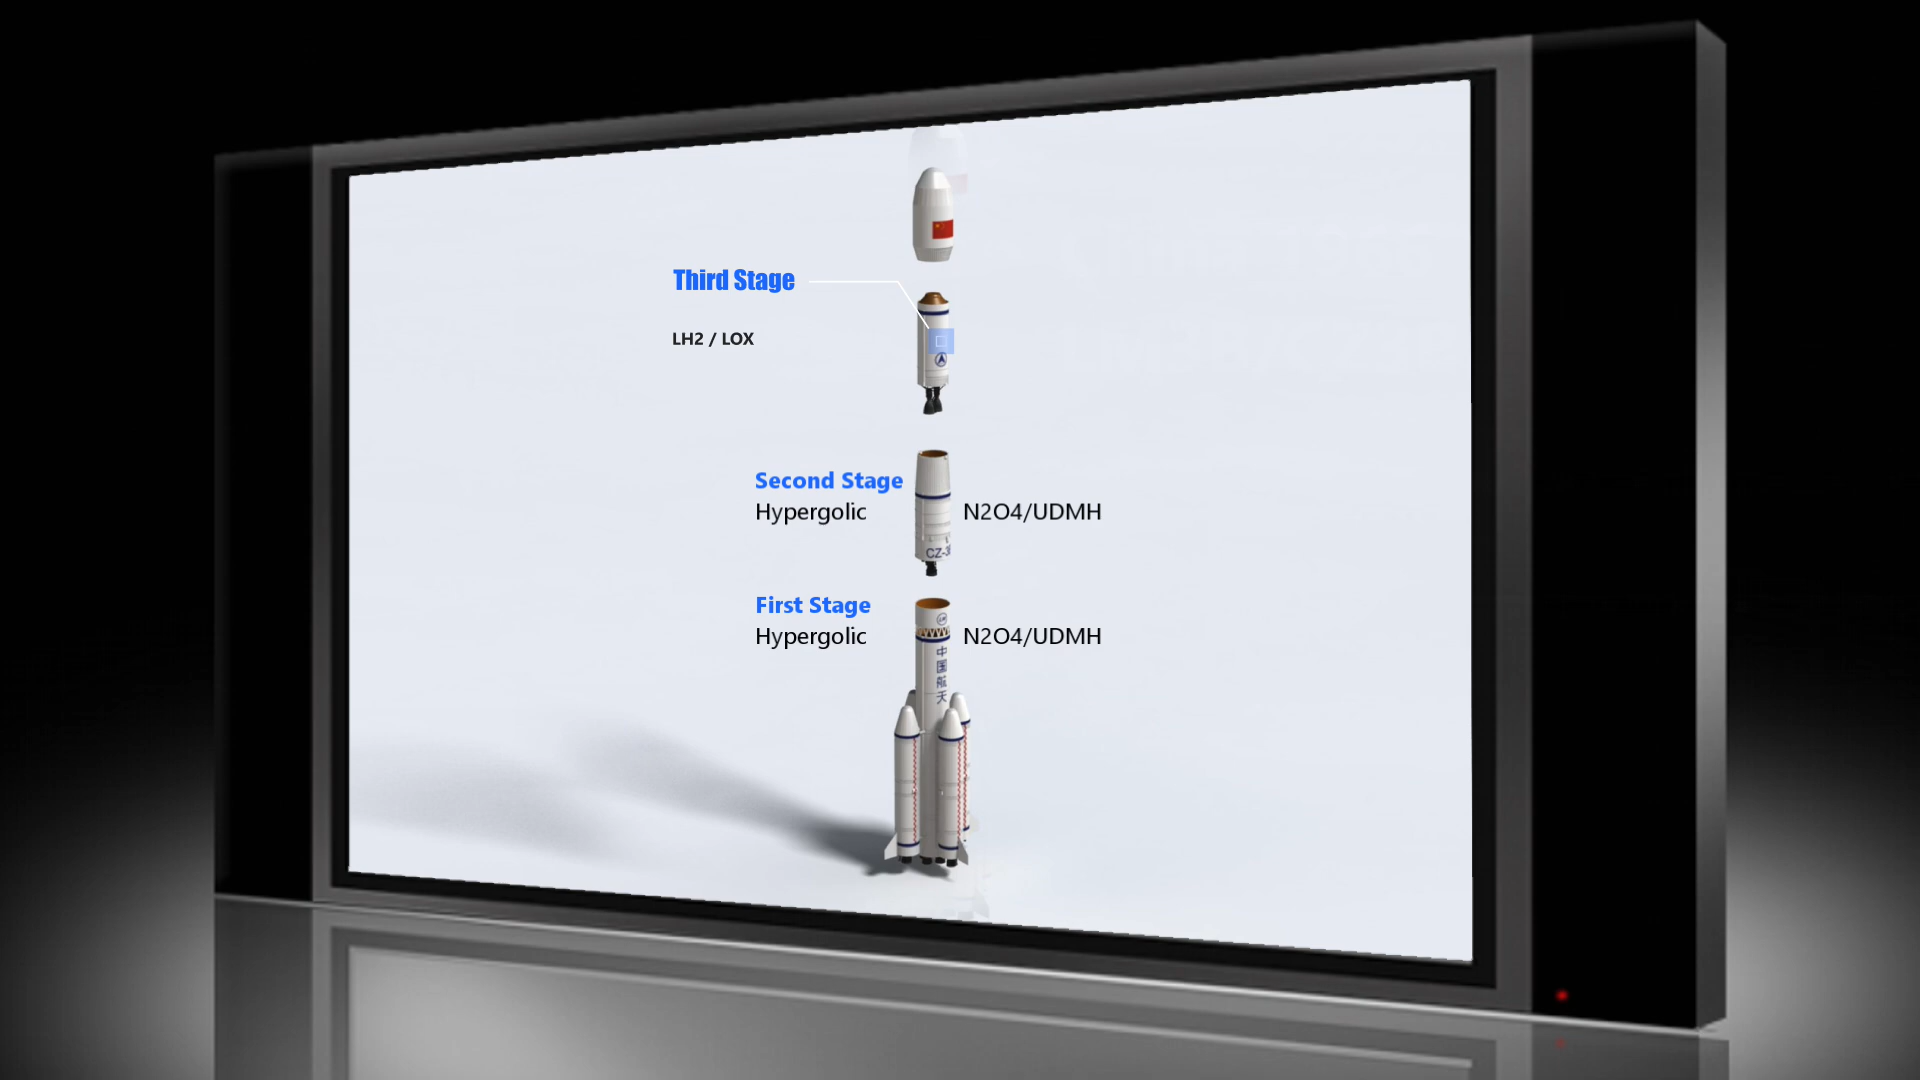 Third Stage
LH2 / LOX
Second Stage
Hypergolic
N2O4/UDMH
CZ-3
First Stage
Hypergolic
N2O4/UDMH
中国航天